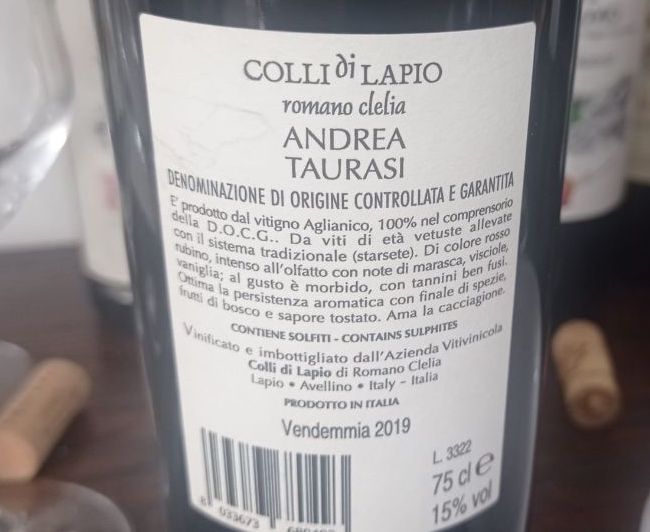 COLLI di LAPIO
romano clelia
ANDREA
TAURASI
DENOMINAZIONE DI ORIGINE CONTROLLATA E GARANTITA
E' prodotto dal vitigno Aglianico, 100% nel comprensorio
della D.O.C.G.. Da viti di età vetuste allevate
con il sistema tradizionale (starsete). Di colore rosso
rubino, intenso all'olfatto con note di marasca, visciole,
vaniglia; al gusto è morbido, con tannini ben fusi.
Ottima la persistenza aromatica con finale di spezie,
frutti di bosco e sapore tostato. Ama la cacciagione.
CONTIENE SOLFITI - CONTAINS SULPHITES
Vinificato e imbottigliato dall'Azienda Vitivinicola
Colli di Lapio di Romano Clelia
Lapio • Avellino • Italy - Italia
PRODOTTO IN ITALIA
Vendemmia 2019
L. 3322
75 cl e
15% vol
8 033673